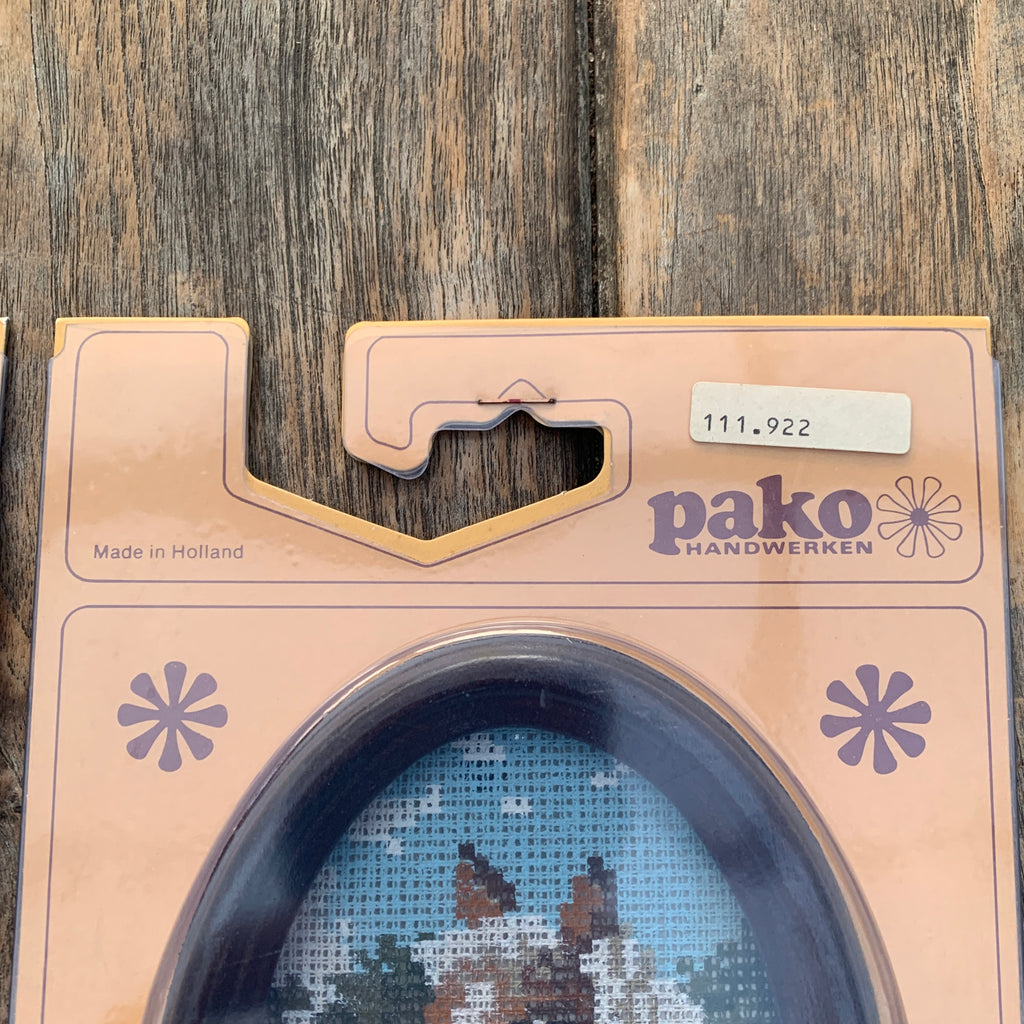 111.922
pako
HANDWERKEN
Made in Holland